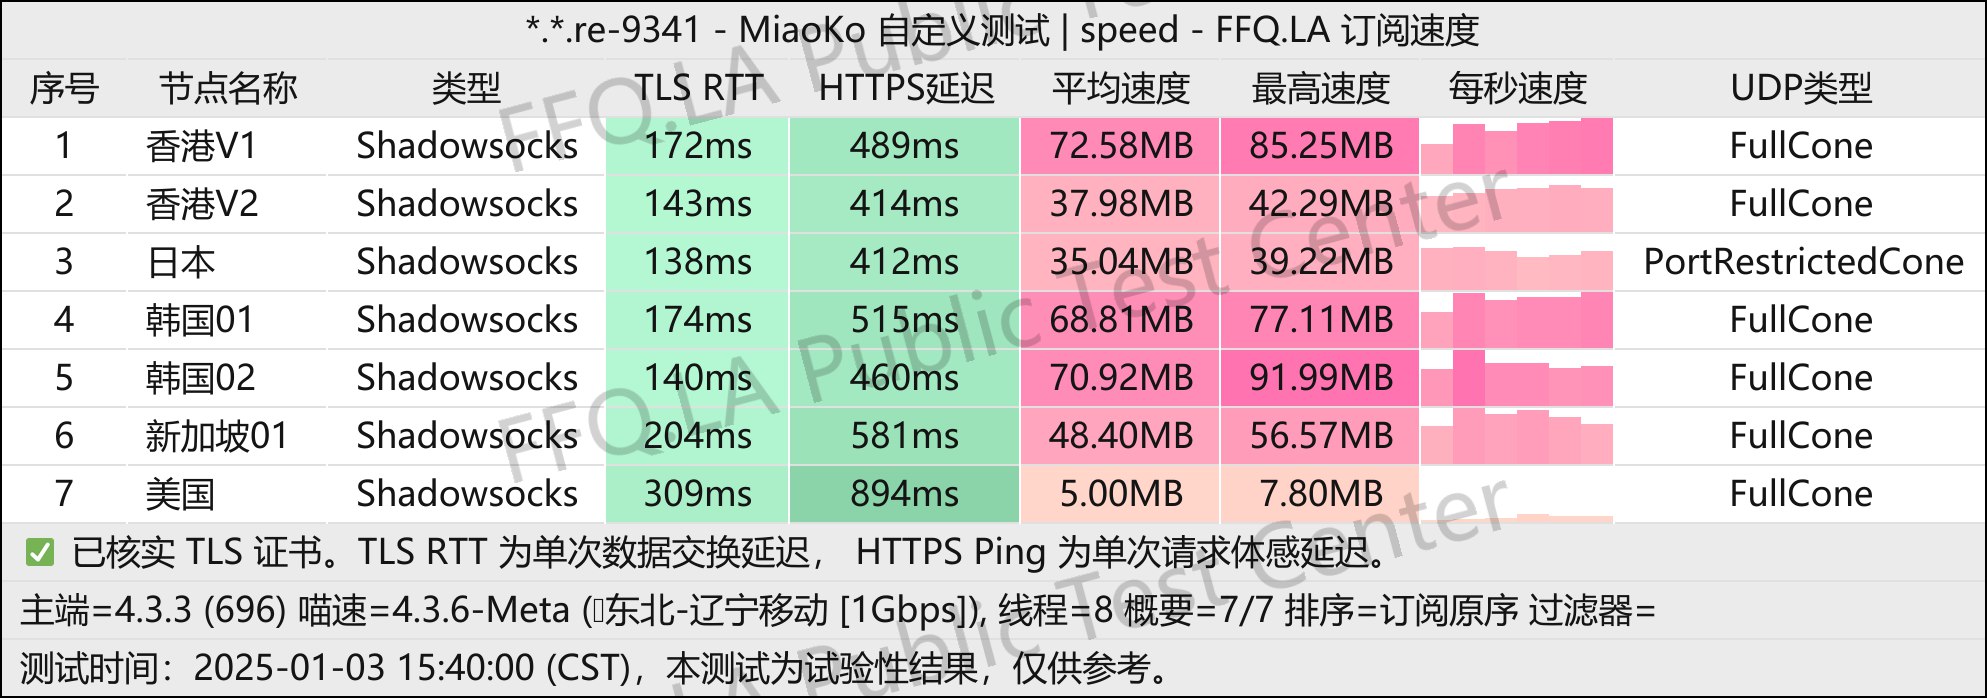 *.*.re-9341 - MiaoKo 自定义测试 | speed - FFQ.LA 订阅速度
序号 节点名称 类型 TLS RTT HTTPS延迟 平均速度 最高速度 每秒速度 UDP类型
1 香港V1 Shadowsocks 172ms 489ms 72.58MB 85.25MB FullCone
2 香港V2 Shadowsocks 143ms 414ms 37.98MB 42.29MB FullCone
3 日本 Shadowsocks 138ms 412ms 35.04MB 39.22MB PortRestrictedCone
4 韩国01 Shadowsocks 174ms 515ms 68.81MB 77.11MB FullCone
5 韩国02 Shadowsocks 140ms 460ms 70.92MB 91.99MB FullCone
6 新加坡01 Shadowsocks 204ms 581ms 48.40MB 56.57MB FullCone
7 美国 Shadowsocks 309ms 894ms 5.00MB 7.80MB FullCone
✅ 已核实 TLS 证书。TLS RTT 为单次数据交换延迟， HTTPS Ping 为单次请求体感延迟。
主端=4.3.3 (696) 喵速=4.3.6-Meta (东北-辽宁移动 [1Gbps]), 线程=8 概要=7/7 排序=订阅原序 过滤器=
测试时间：2025-01-03 15:40:00 (CST)，本测试为试验性结果，仅供参考。
FFQ.LA Public Test Center
FFQ.LA Public Test Center
FFQ.LA Public Test Center